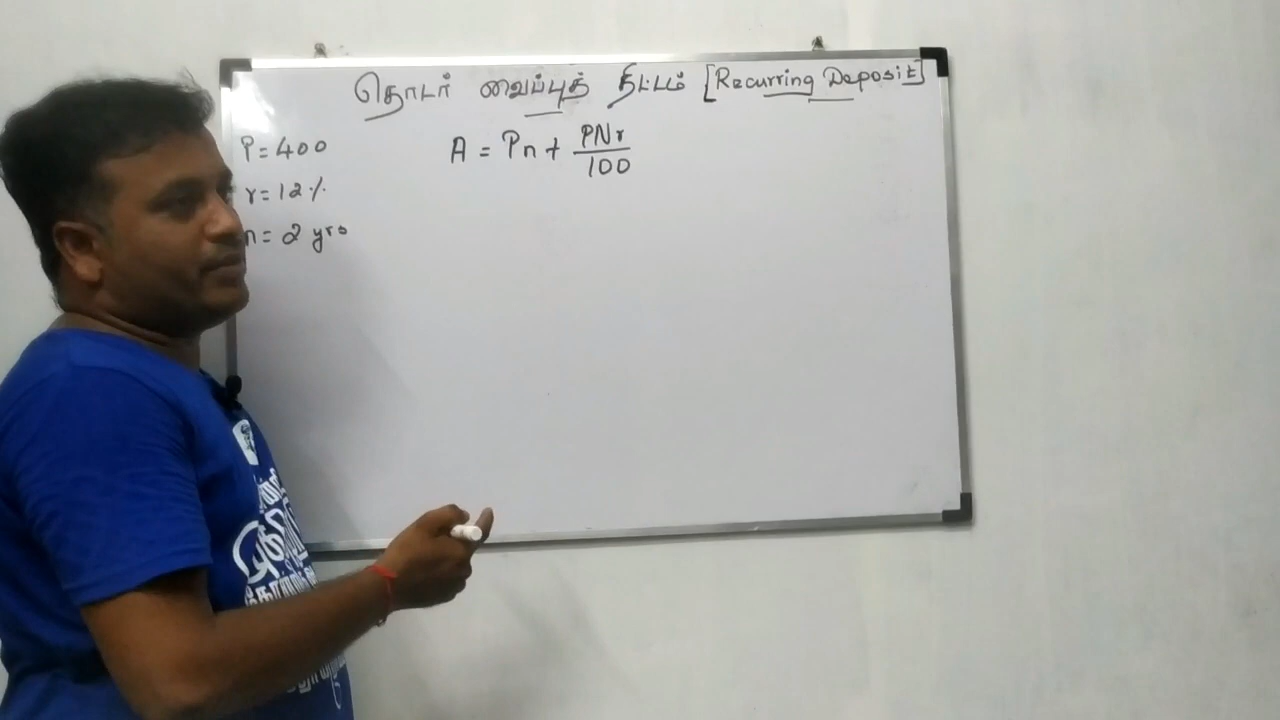 தொடர் வைப்புத் திட்டம் [Recurring Deposit]
P = 400
A = Pn + PNr/100
r = 12 %
n = 2 yrs